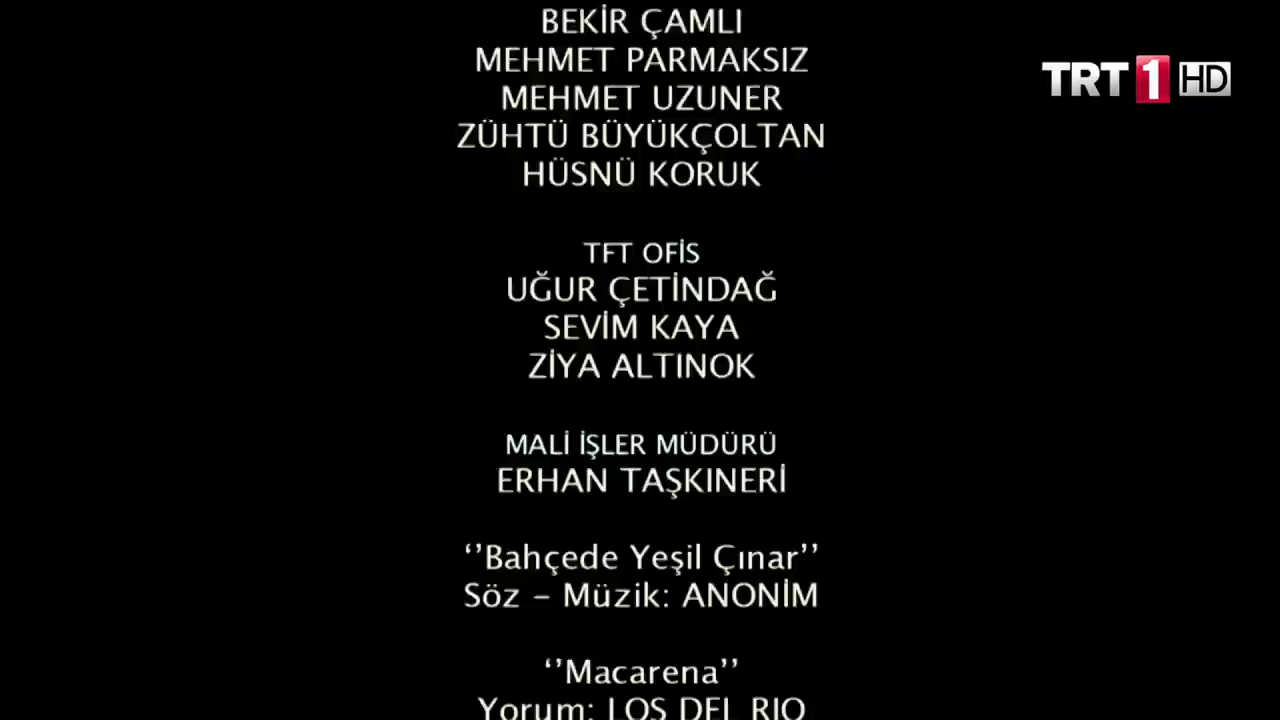 BEKİR ÇAMLI
MEHMET PARMAKSIZ
MEHMET UZUNER
ZÜHTÜ BÜYÜKÇOLTAN
HÜSNÜ KORUK
TRT 1 HD
TFT OFİS
UĞUR ÇETİNDAĞ
SEVİM KAYA
ZİYA ALTINOK
MALİ İŞLER MÜDÜRÜ
ERHAN TAŞKINERİ
‘’Bahçede Yeşil Çınar’’
Söz – Müzik: ANONİM
‘’Macarena’’
Yorum: LOS DEL RIO